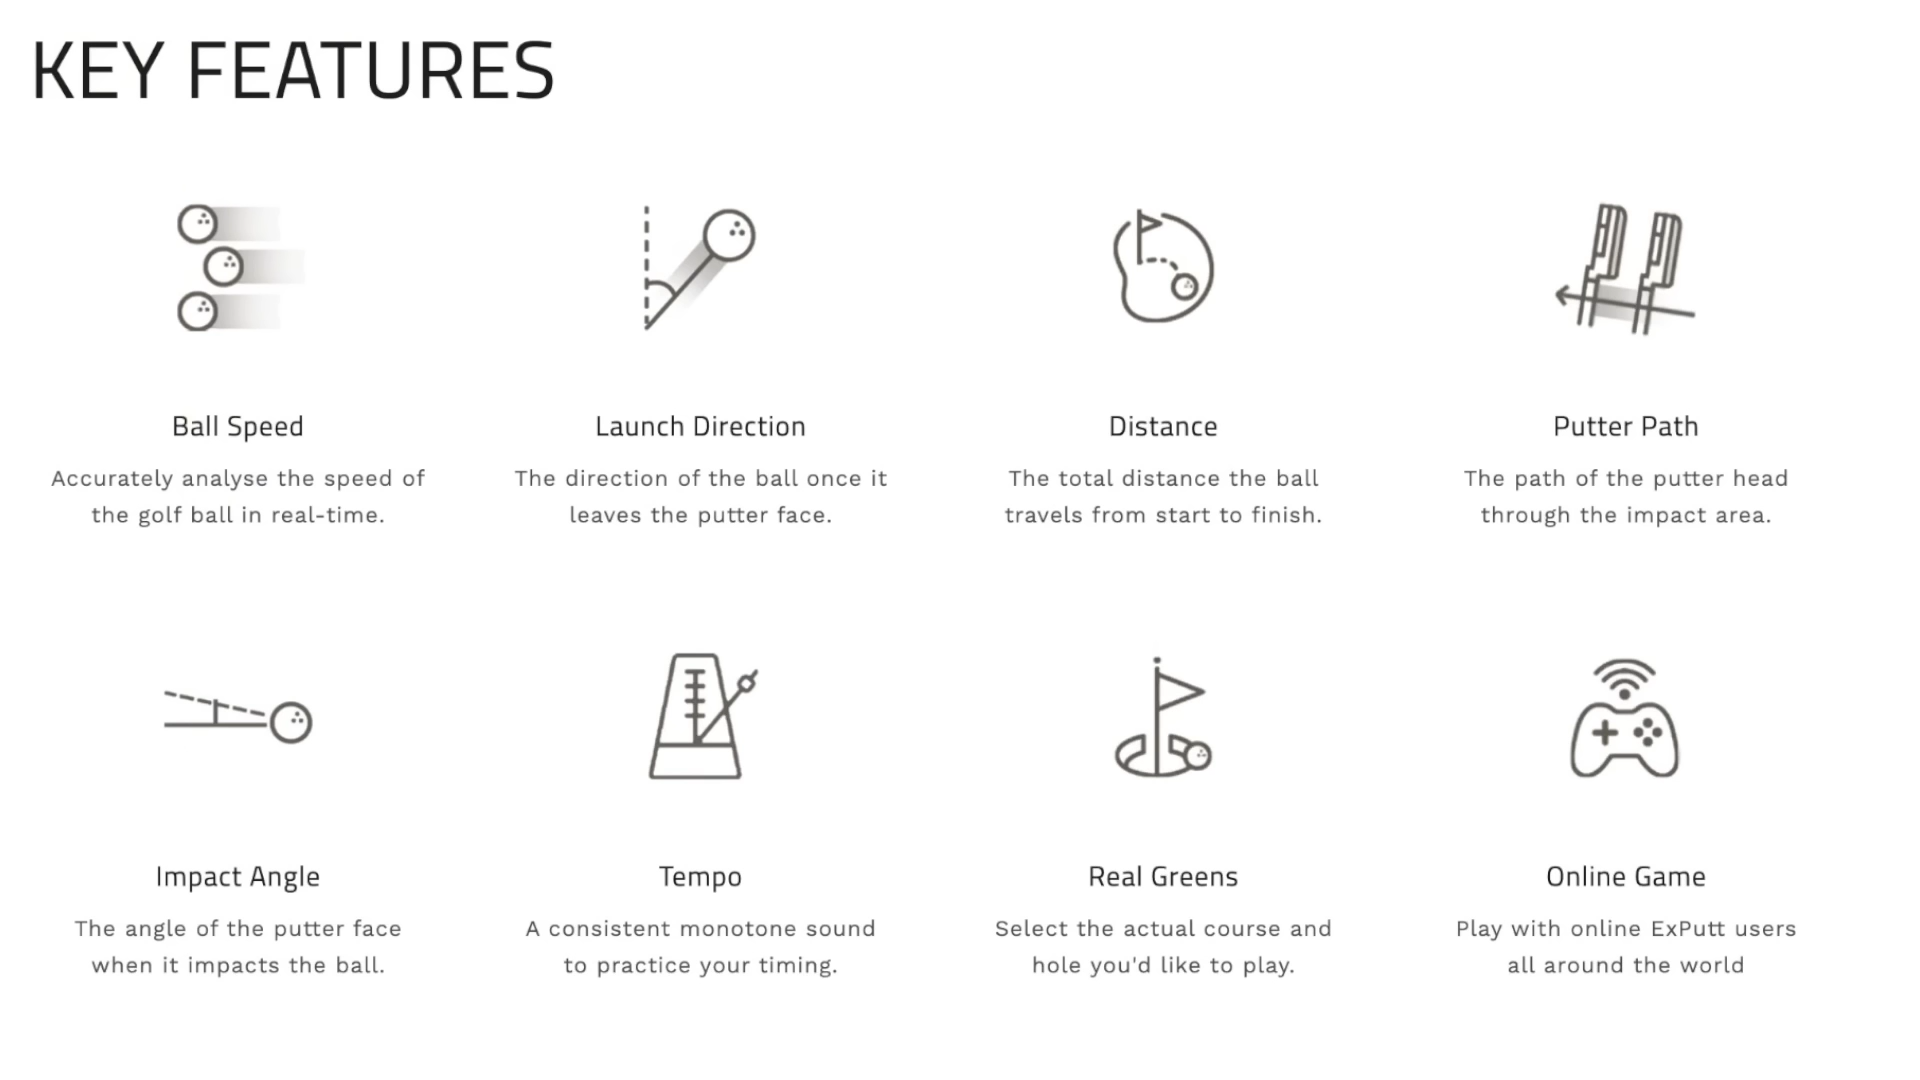 KEY FEATURES
Ball Speed
Accurately analyse the speed of
the golf ball in real-time.
Launch Direction
The direction of the ball once it
leaves the putter face.
Distance
The total distance the ball
travels from start to finish.
Putter Path
The path of the putter head
through the impact area.
Impact Angle
The angle of the putter face
when it impacts the ball.
Tempo
A consistent monotone sound
to practice your timing.
Real Greens
Select the actual course and
hole you'd like to play.
Online Game
Play with online ExPutt users
all around the world